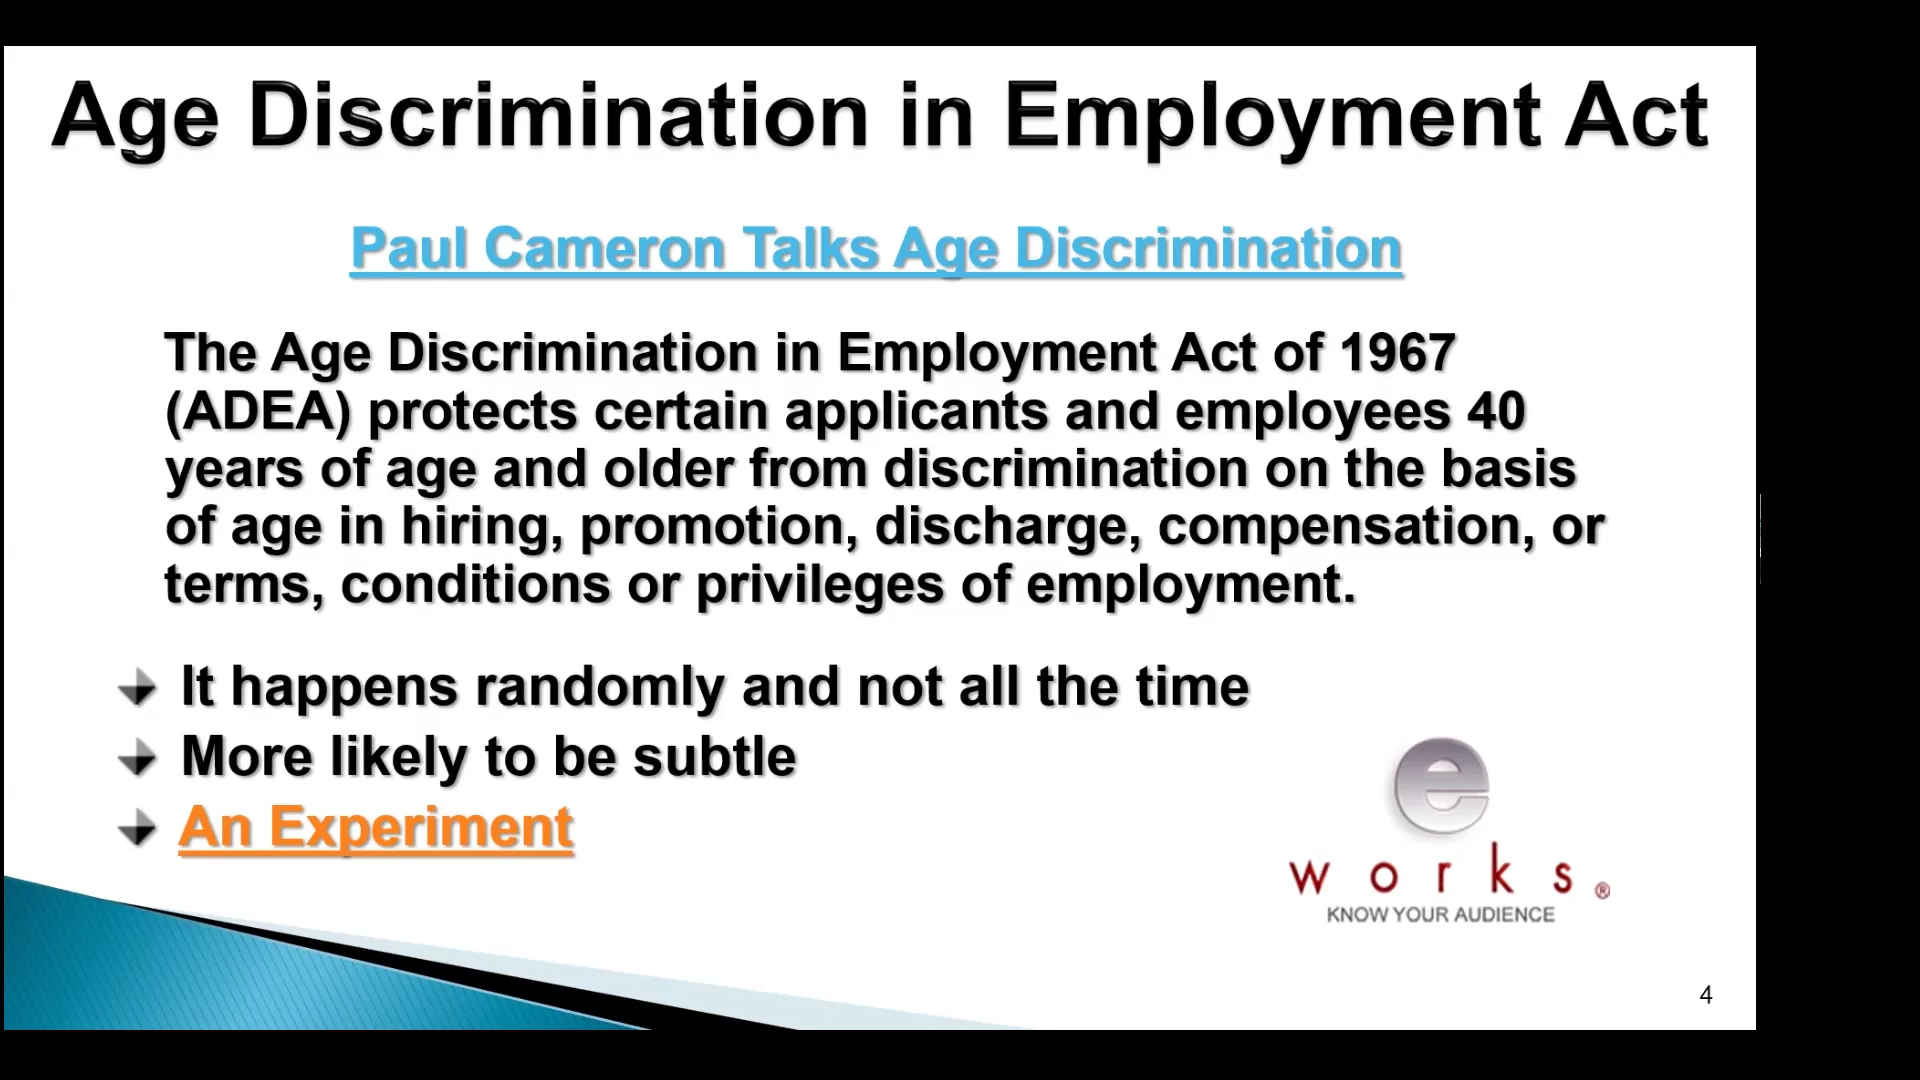 Age Discrimination in Employment Act
Paul Cameron Talks Age Discrimination
The Age Discrimination in Employment Act of 1967
(ADEA) protects certain applicants and employees 40
years of age and older from discrimination on the basis
of age in hiring, promotion, discharge, compensation, or
terms, conditions or privileges of employment.
It happens randomly and not all the time
More likely to be subtle
An Experiment
e
works®
KNOW YOUR AUDIENCE
4